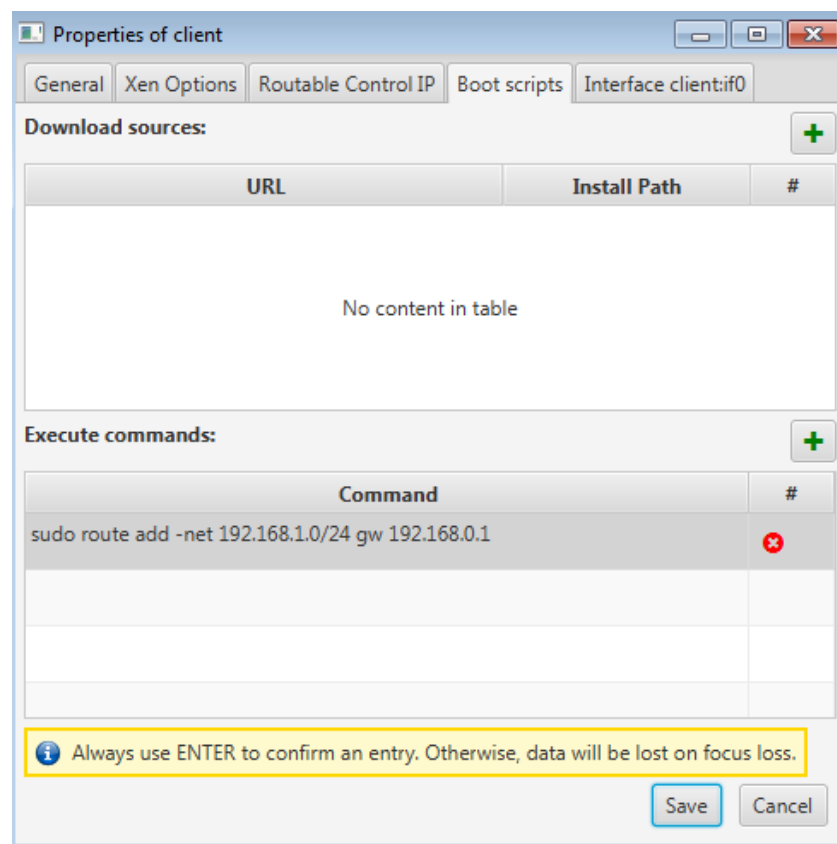 Properties of client
General Xen Options Routable Control IP Boot scripts Interface client:if0
Download sources:
URL Install Path #
No content in table
Execute commands:
Command #
sudo route add -net 192.168.1.0/24 gw 192.168.0.1
Always use ENTER to confirm an entry. Otherwise, data will be lost on focus loss.
Save Cancel